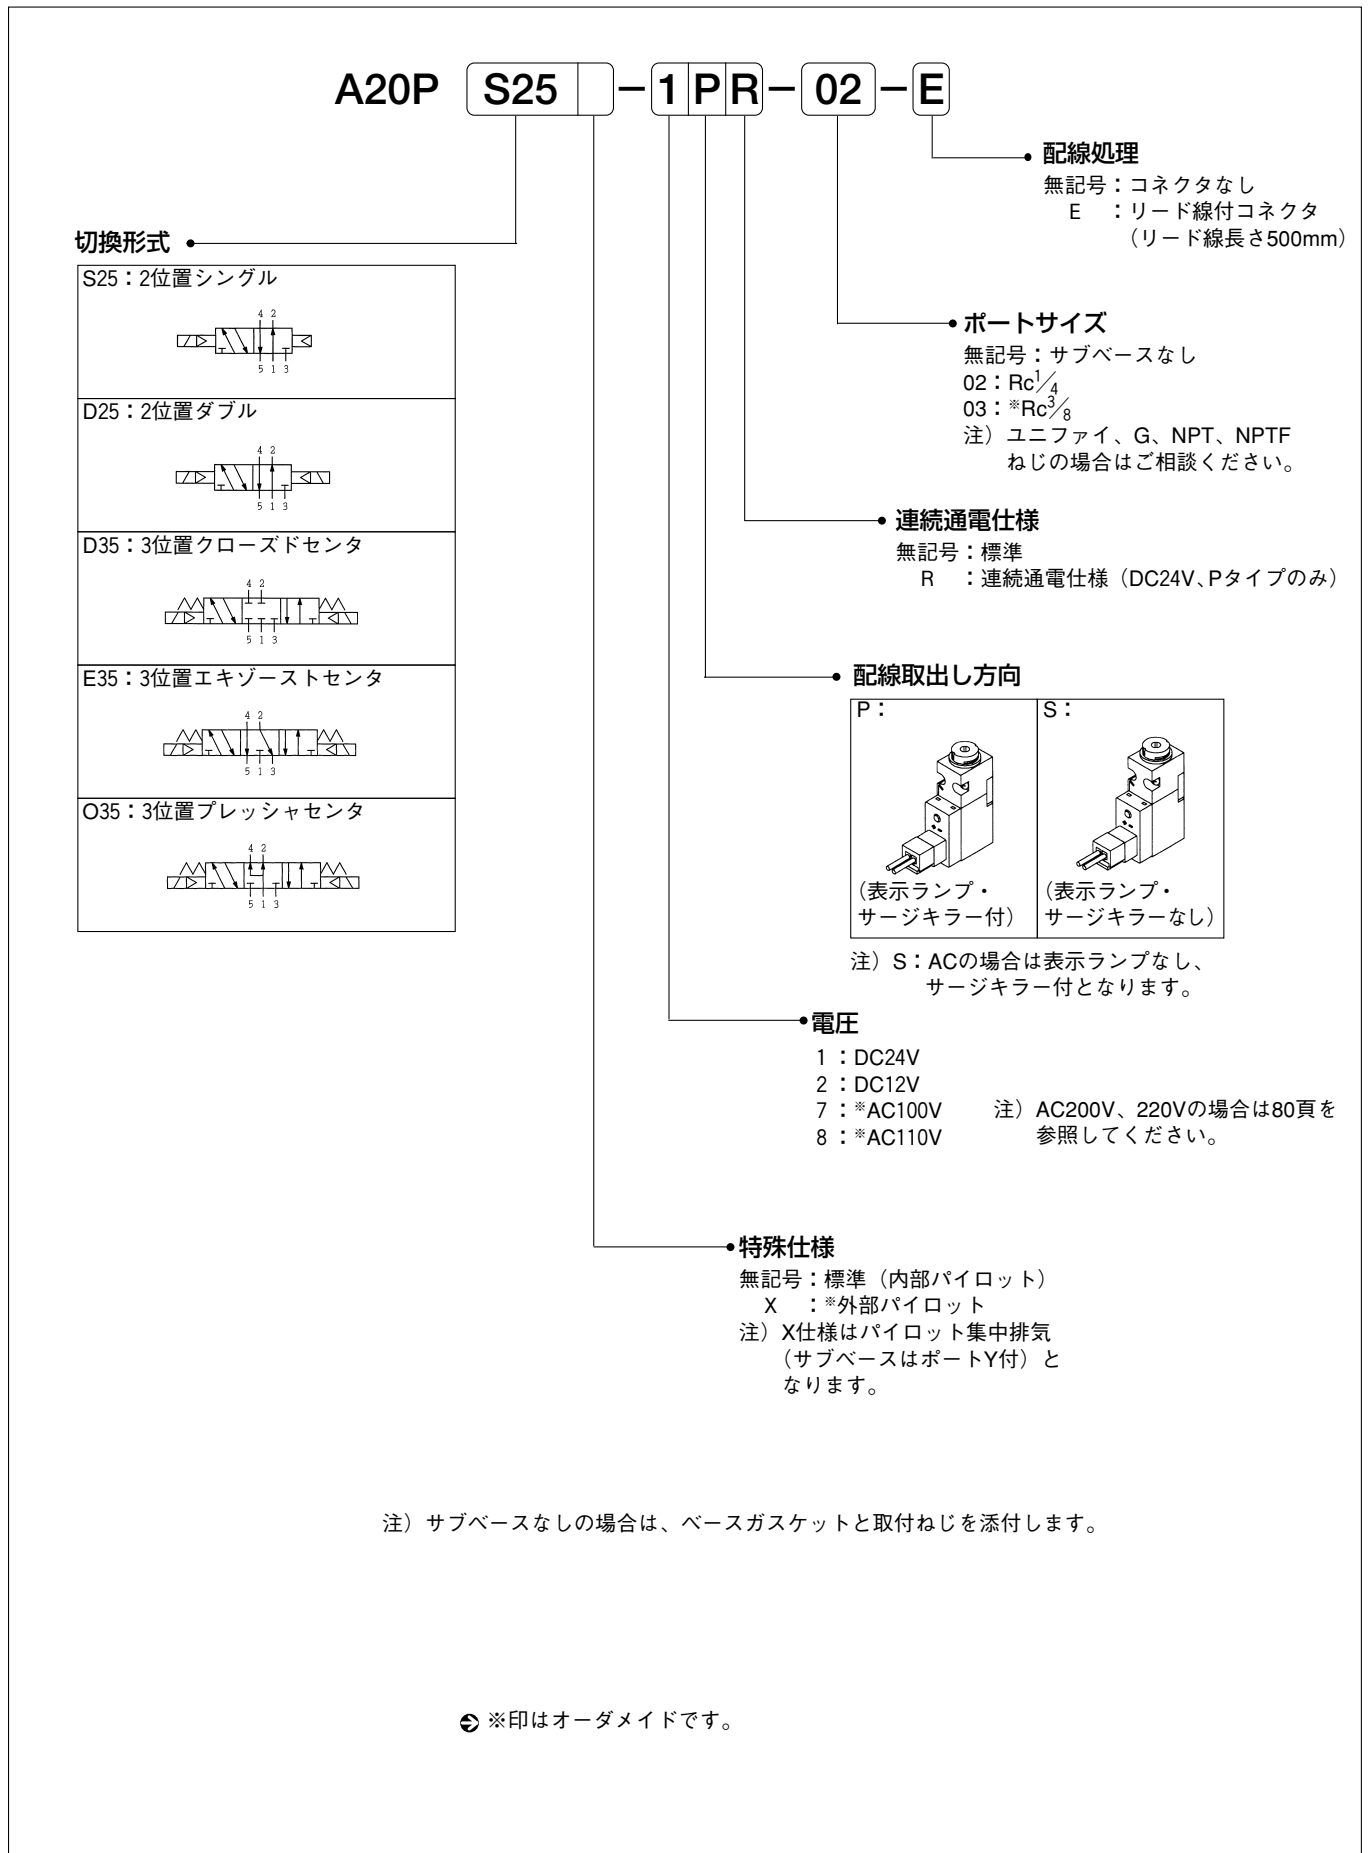 A20P S25 -1PR-02-E
配線処理
無記号：コネクタなし
E ：リード線付コネクタ
（リード線長さ500mm）
切換形式
S25：2位置シングル
4 2
5 1 3
D25：2位置ダブル
4 2
5 1 3
D35：3位置クローズドセンタ
4 2
5 1 3
E35：3位置エキゾーストセンタ
4 2
5 1 3
O35：3位置プレッシャセンタ
4 2
5 1 3
ポートサイズ
無記号：サブベースなし
02：Rc1/4
03：※Rc3/8
注）ユニファイ、G、NPT、NPTF
ねじの場合はご相談ください。
連続通電仕様
無記号：標準
R ：連続通電仕様（DC24V、Pタイプのみ）
配線取出し方向
P：
（表示ランプ・
サージキラー付）
S：
（表示ランプ・
サージキラーなし）
注）S：ACの場合は表示ランプなし、
サージキラー付となります。
電圧
1：DC24V
2：DC12V
7：※AC100V
8：※AC110V
注）AC200V、220Vの場合は80頁を
参照してください。
特殊仕様
無記号：標準（内部パイロット）
X ：※外部パイロット
注）X仕様はパイロット集中排気
（サブベースはポートY付）と
なります。
注）サブベースなしの場合は、ベースガスケットと取付ねじを添付します。
※印はオーダメイドです。